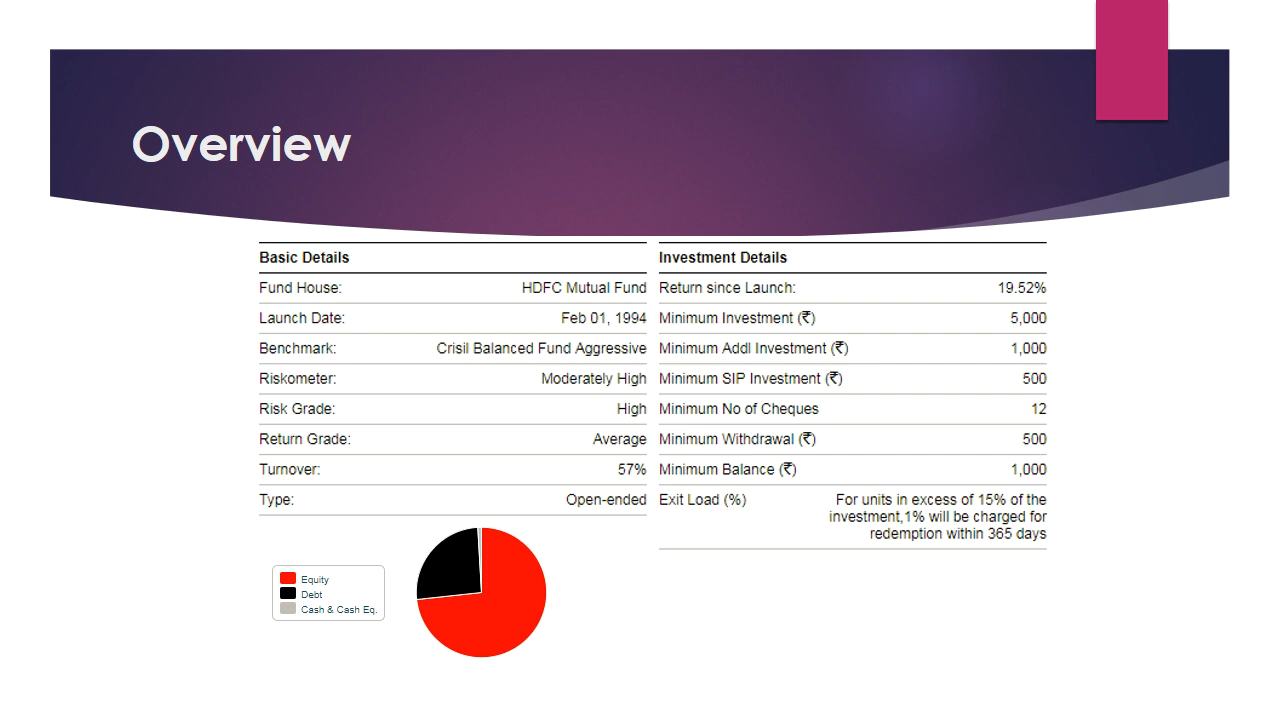 Overview
Basic Details
Fund House: HDFC Mutual Fund
Launch Date: Feb 01, 1994
Benchmark: Crisil Balanced Fund Aggressive
Riskometer: Moderately High
Risk Grade: High
Return Grade: Average
Turnover: 57%
Type: Open-ended
Investment Details
Return since Launch: 19.52%
Minimum Investment (₹) 5,000
Minimum Addl Investment (₹) 1,000
Minimum SIP Investment (₹) 500
Minimum No of Cheques 12
Minimum Withdrawal (₹) 500
Minimum Balance (₹) 1,000
Exit Load (%) For units in excess of 15% of the
investment,1% will be charged for
redemption within 365 days
Equity
Debt
Cash & Cash Eq.